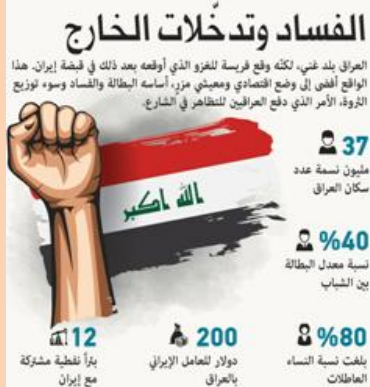 الفساد وتدخّلات الخارج
العراق بلد غني، لكنّه وقع فريسة للغزو الذي أوقعه بعد ذلك في قبضة إيران. هذا
الواقع أفضى إلى وضع اقتصادي ومعيشي مزرٍ، أساسه البطالة والفساد وسوء توزيع
الثروة، الأمر الذي دفع العراقيين للتظاهر في الشارع.
37
مليون نسمة عدد
سكان العراق
الله اكبر
%40
نسبة معدل البطالة
بين الشباب
%80
بلغت نسبة النساء
العاطلات
200
دولار للعامل الإيراني
بالعراق
12
بئراً نفطية مشتركة
مع إيران